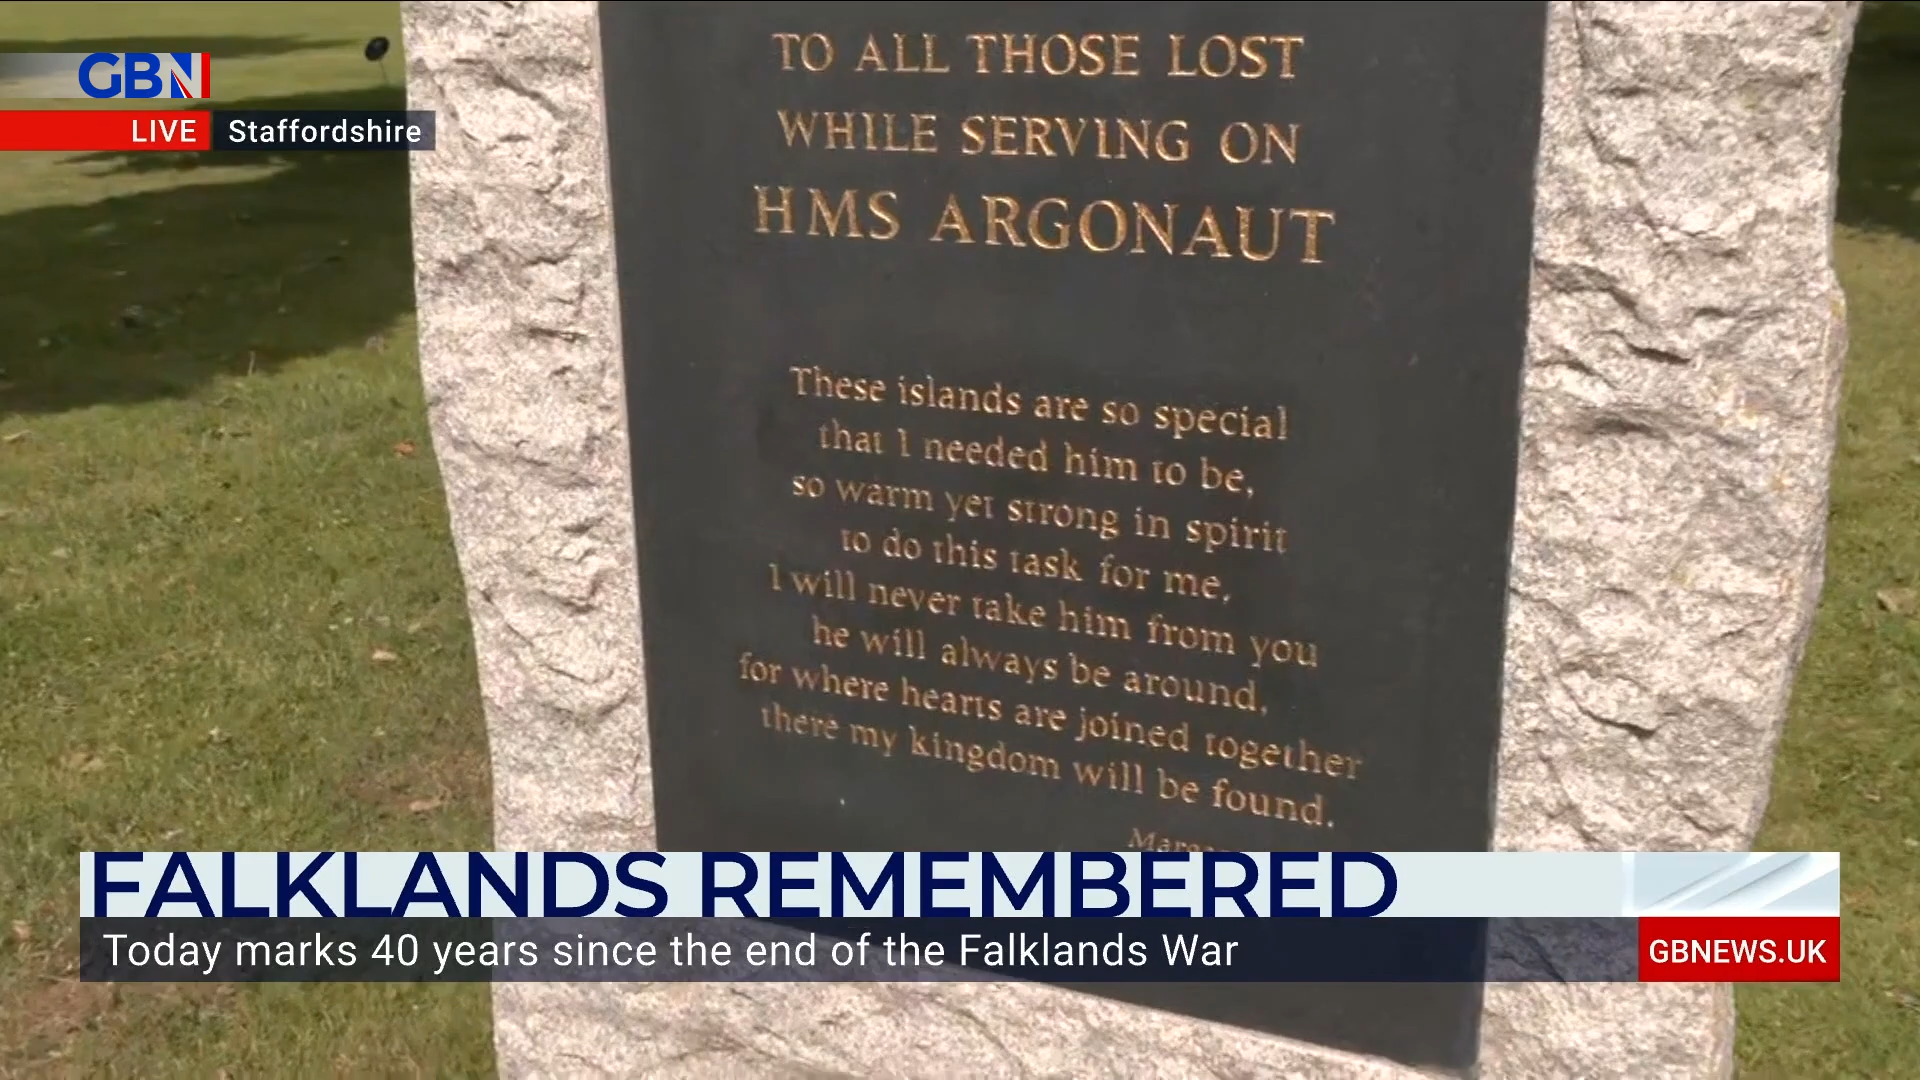 GBN
LIVE Staffordshire
TO ALL THOSE LOST
WHILE SERVING ON
HMS ARGONAUT
These islands are so special
that I needed him to be,
so warm yet strong in spirit
to do this task for me,
I will never take him from you
he will always be around,
for where hearts are joined together
there my kingdom will be found.
FALKLANDS REMEMBERED
Today marks 40 years since the end of the Falklands War
GBNEWS.UK